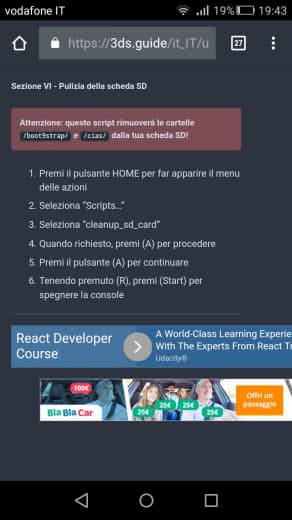 vodafone IT
19%
19:43
https://3ds.guide/it_IT/u
27
Sezione VI - Pulizia della scheda SD
Attenzione: questo script rimuoverà le cartelle
/boot9strap/ e /cias/ dalla tua scheda SD!
1. Premi il pulsante HOME per far apparire il menu
delle azioni
2. Seleziona "Scripts..."
3. Seleziona "cleanup_sd_card"
4. Quando richiesto, premi (A) per procedere
5. Premi il pulsante (A) per continuare
6. Tenendo premuto (R), premi (Start) per
spegnere la console
React Developer
Course
A World-Class Learning Experie
With The Experts From React Tr
Udacity®
100€
BlaBlaCar
25€
25€
25€
25€
Offri un
passaggio